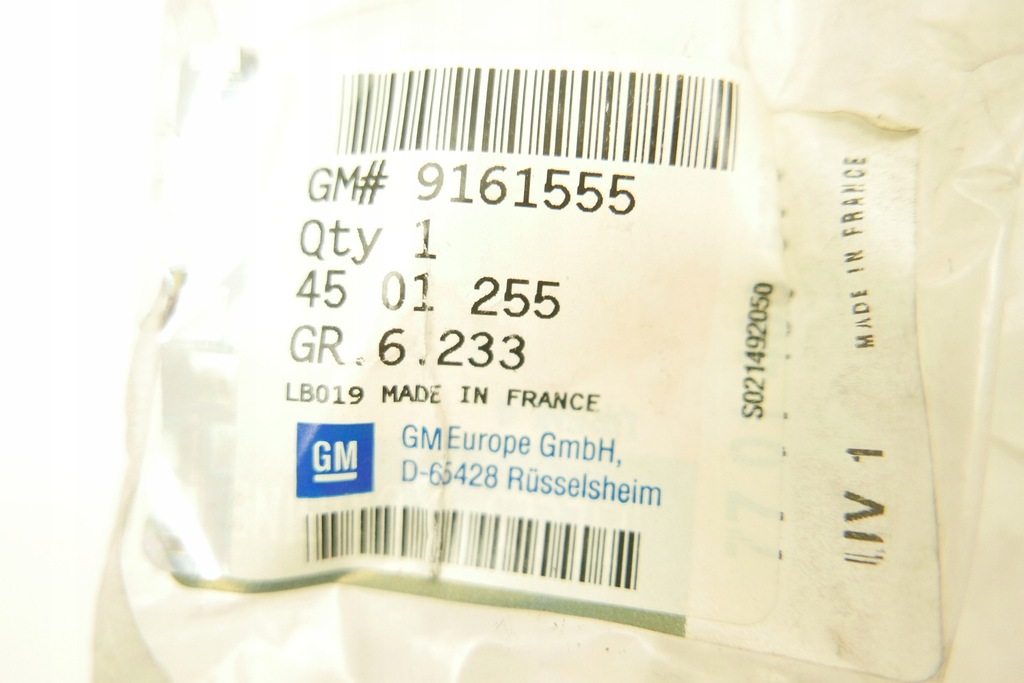 GM# 9161555
Qty 1
45 01 255
GR.6.233
LB019 MADE IN FRANCE
GM
GM Europe GmbH,
D-65428 Rüsselsheim
S021492050
MADE IN FRANCE
IV 1